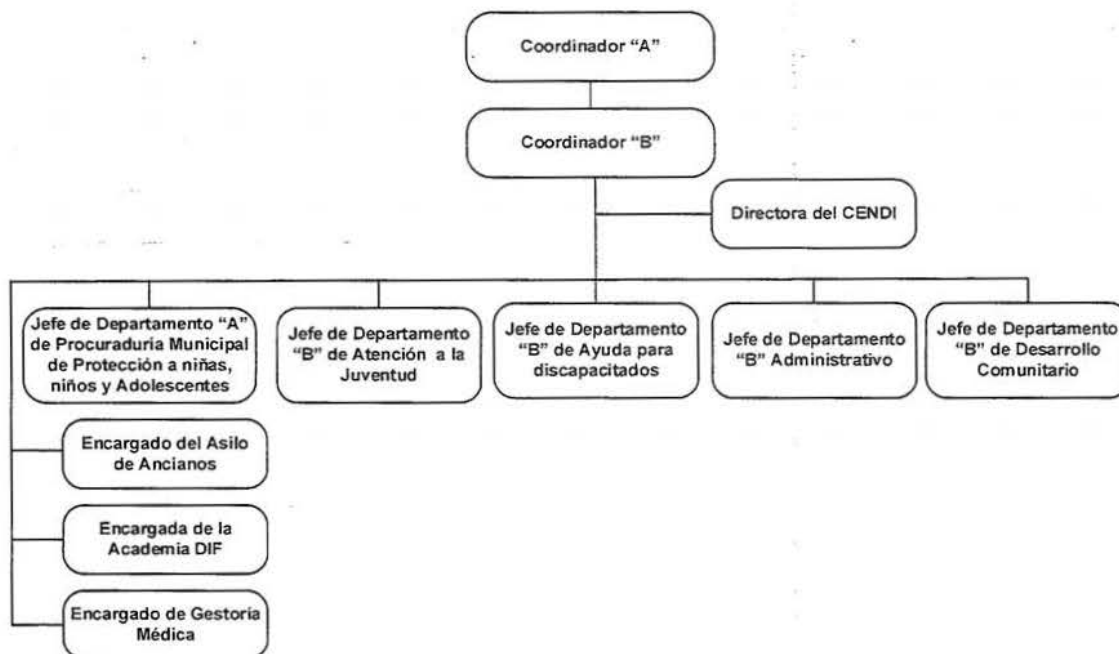 Coordinador “A”
Coordinador “B”
Directora del CENDI
Jefe de Departamento “A”
de Procaduría Municipal
de Protección a niñas,
niños y Adolescentes
Jefe de Departamento
“B” de Atención a la
Juventud
Jefe de Departamento
“B” de Ayuda para
discapacitados
Jefe de Departamento
“B” Administrativo
Jefe de Departamento
“B” de Desarrollo
Comunitario
Encargado del Asilo
de Ancianos
Encargada de la
Academia DIF
Encargado de Gestoría
Médica